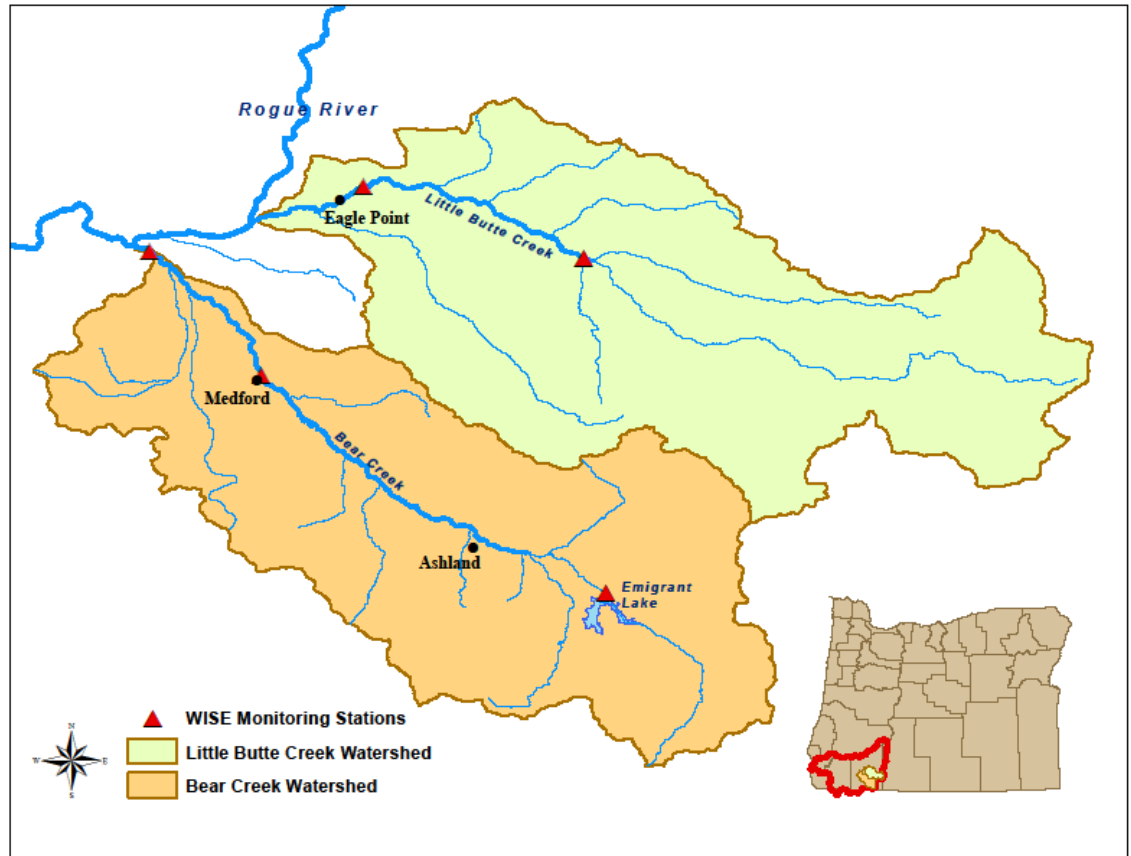 Rogue River
Eagle Point
Little Butte Creek
Medford
Bear Creek
Ashland
Emigrant
Lake
N
W
E
S
WISE Monitoring Stations
Little Butte Creek Watershed
Bear Creek Watershed